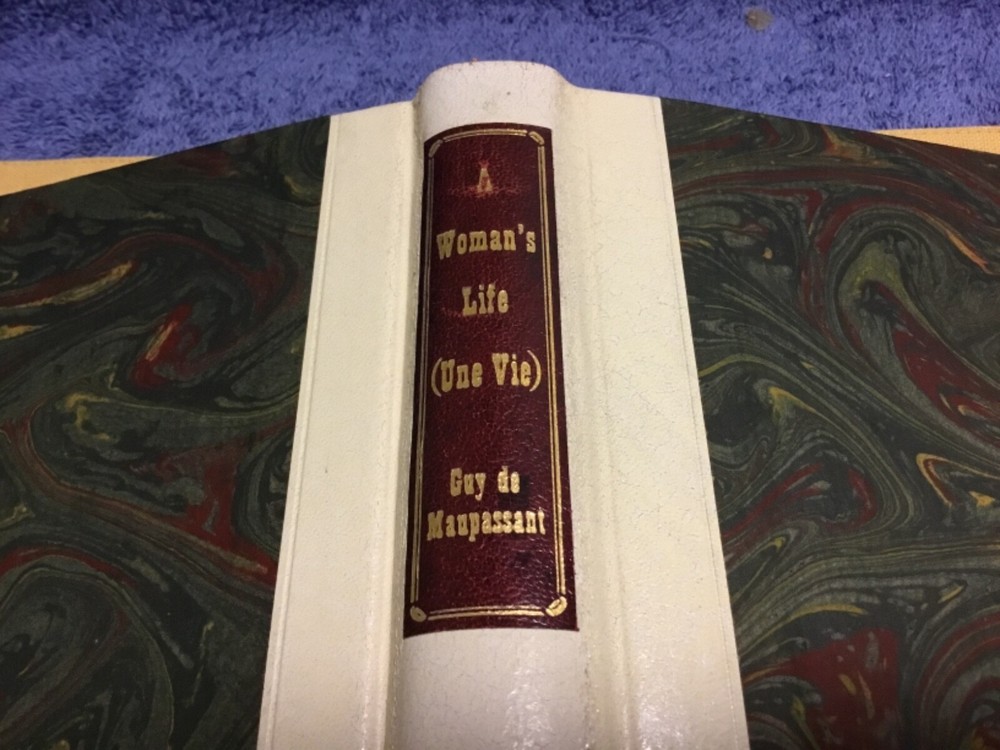 A
Woman's
Life
(Une Vie)
Guy de
Maupassant